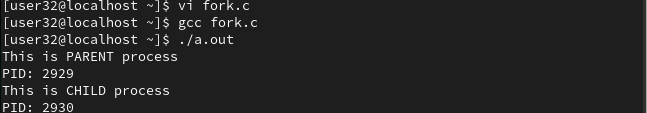 [user32@localhost ~]$ vi fork.c
[user32@localhost ~]$ gcc fork.c
[user32@localhost ~]$ ./a.out
This is PARENT process
PID: 2929
This is CHILD process
PID: 2930